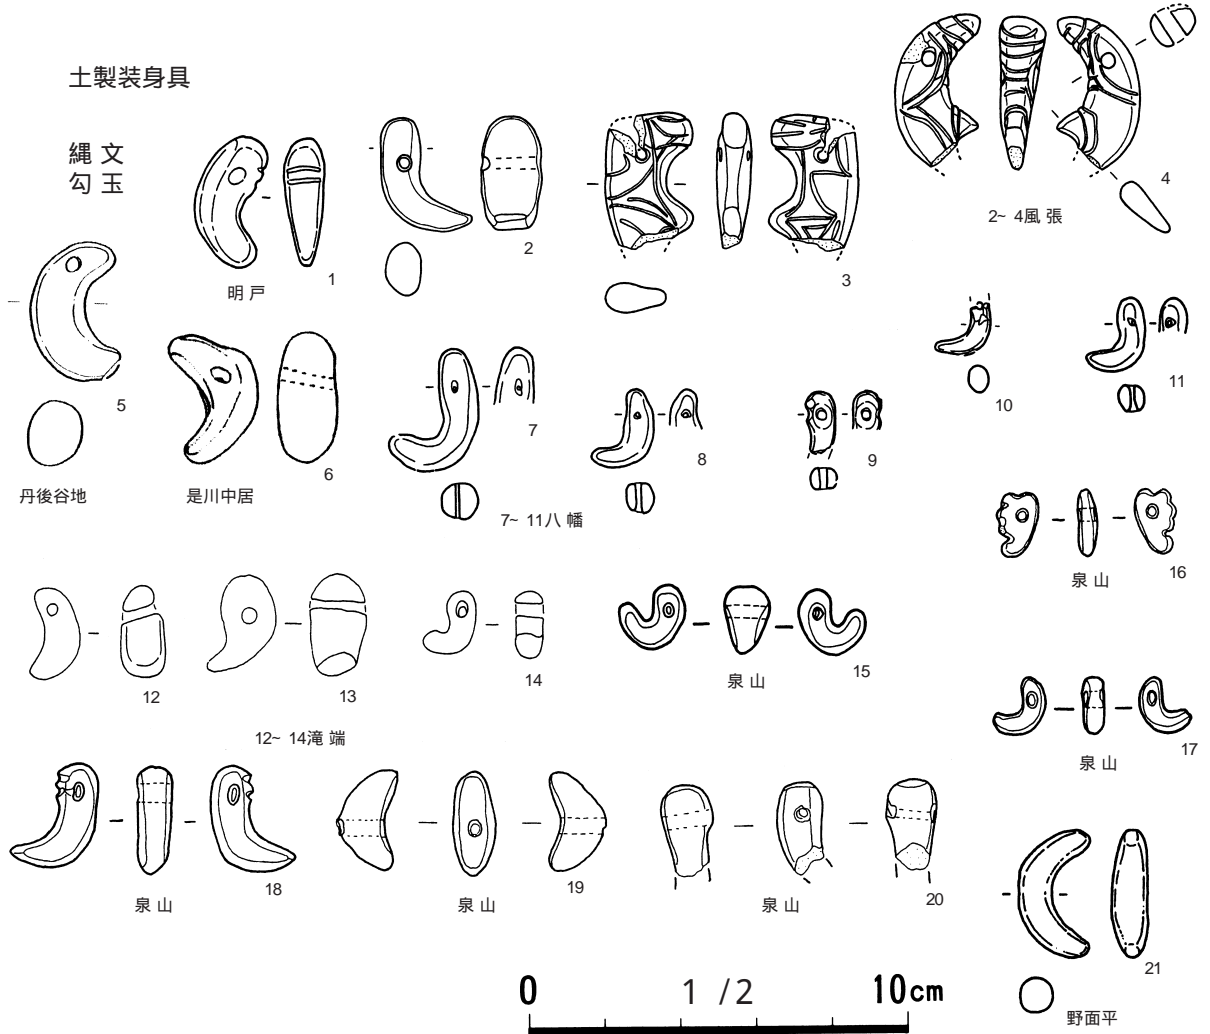 土製装身具
縄文
勾玉
1
明戸
2
3
4
2~ 4風張
5
丹後谷地
6
是川中居
7
8
9
10
11
7~ 11八幡
12
13
14
12~ 14滝端
15
泉山
16
泉山
17
泉山
18
泉山
19
泉山
20
泉山
21
野面平
0 1 /2 10cm